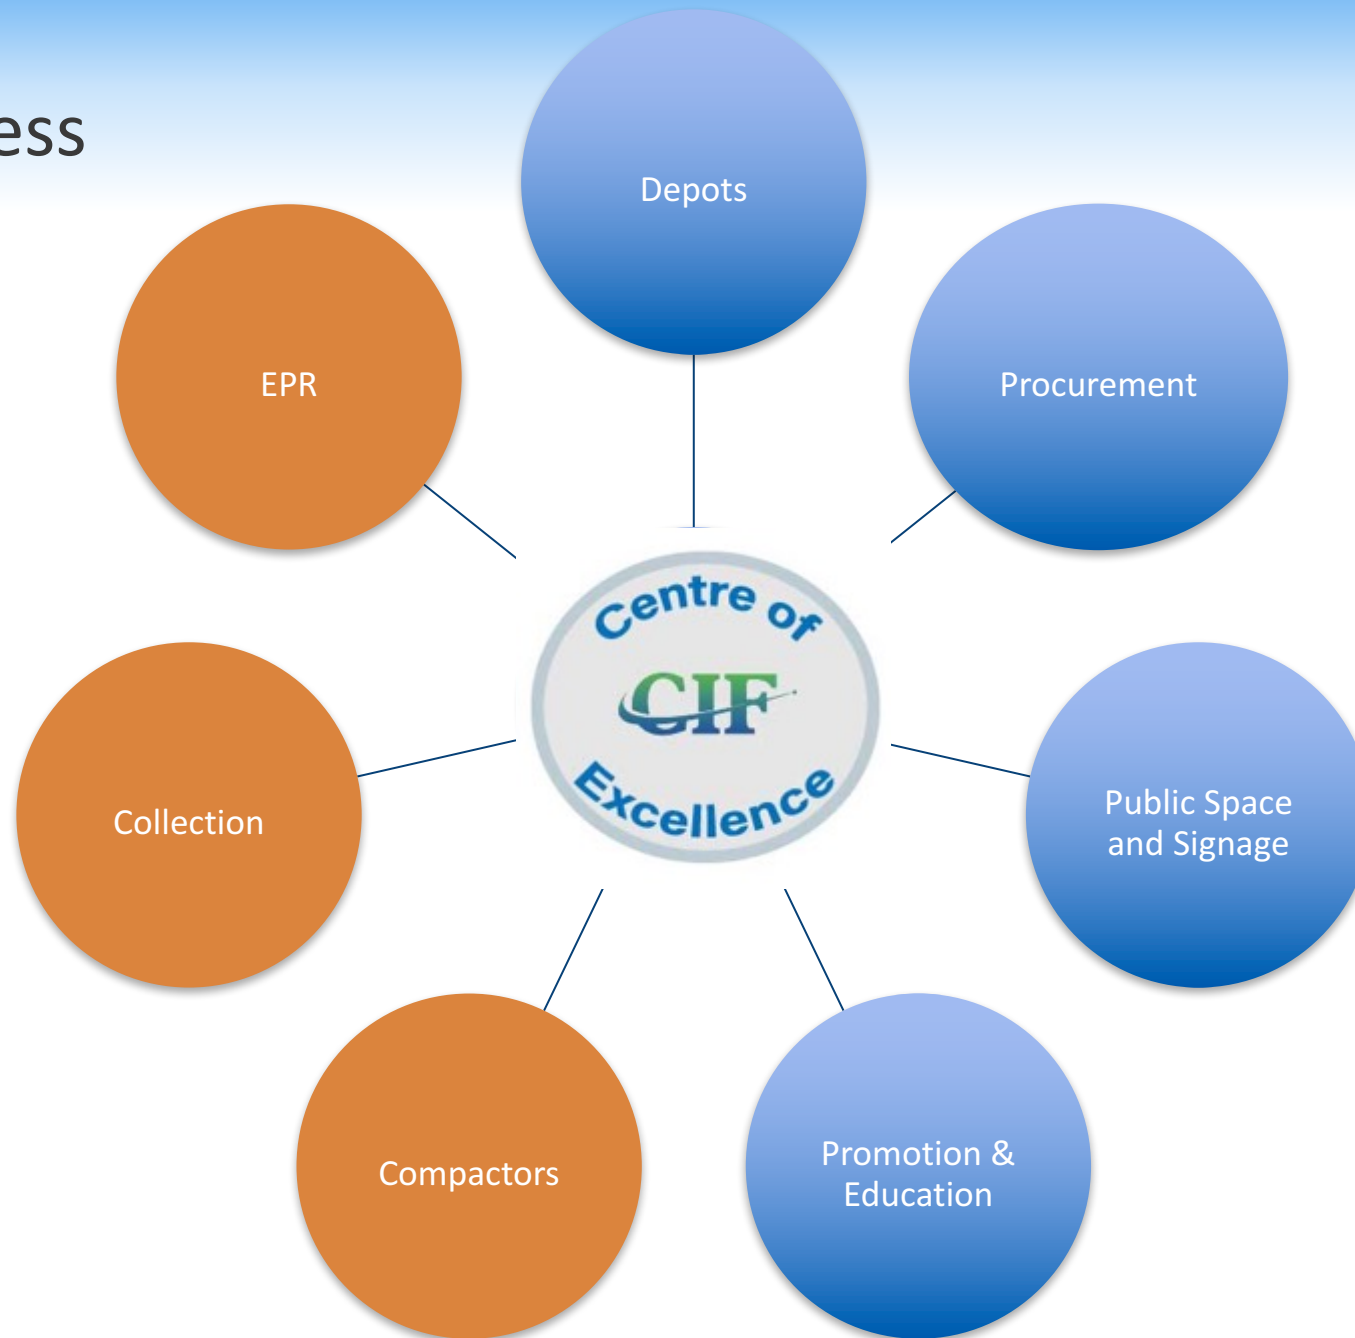 ess
Depots
EPR
Procurement
Centre of
CIF
Excellence
Collection
Public Space
and Signage
Compactors
Promotion &
Education